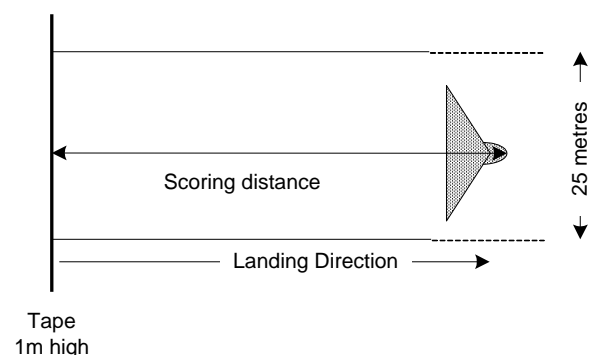 25 metres
Scoring distance
Landing Direction
Tape
1m high